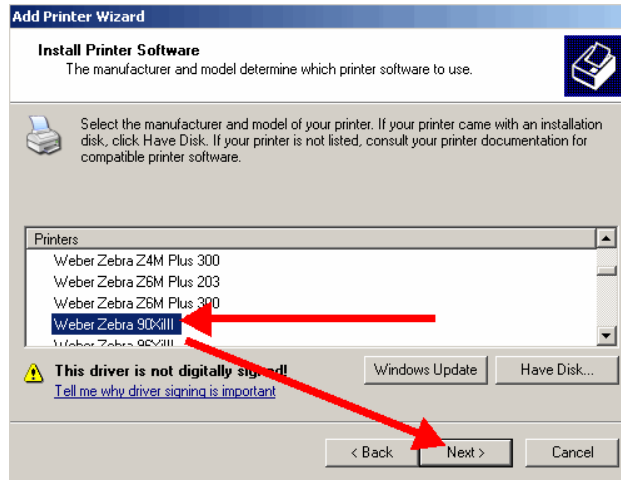 Add Printer Wizard
Install Printer Software
The manufacturer and model determine which printer software to use.
Select the manufacturer and model of your printer. If your printer came with an installation
disk, click Have Disk. If your printer is not listed, consult your printer documentation for
compatible printer software.
Printers
Weber Zebra Z4M Plus 300
Weber Zebra Z6M Plus 203
Weber Zebra Z6M Plus 300
Weber Zebra 90XiIII
Weber Zebra 96XiIII
This driver is not digitally signed!
Windows Update
Have Disk...
Tell me why driver signing is important
< Back
Next >
Cancel